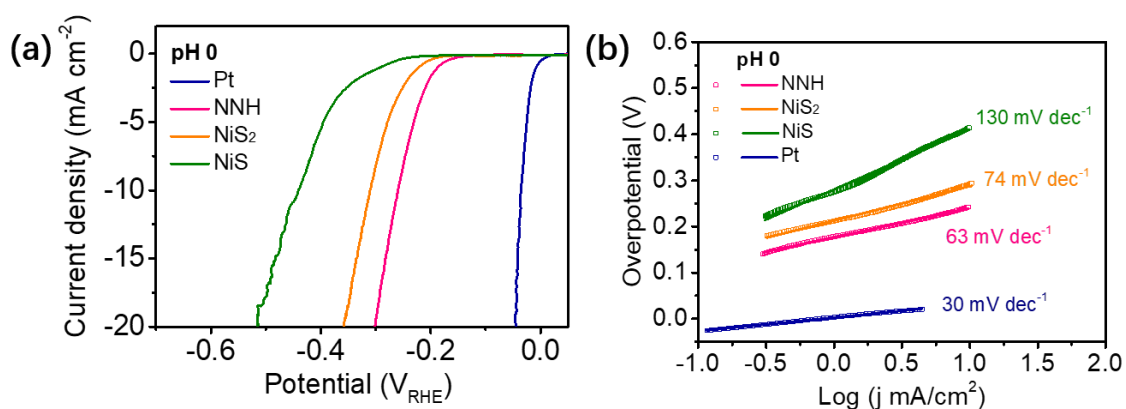 (a)
pH 0
Pt
NNH
NiS₂
NiS
0
-5
-10
-15
-20
Current density (mA cm⁻²)
-0.6
-0.4
-0.2
0.0
Potential (V_RHE)
(b)
pH 0
NNH
NiS₂
NiS
Pt
130 mV dec⁻¹
74 mV dec⁻¹
63 mV dec⁻¹
30 mV dec⁻¹
0.6
0.5
0.4
0.3
0.2
0.1
0.0
Overpotential (V)
-1.0
-0.5
0.0
0.5
1.0
1.5
2.0
Log (j mA/cm²)